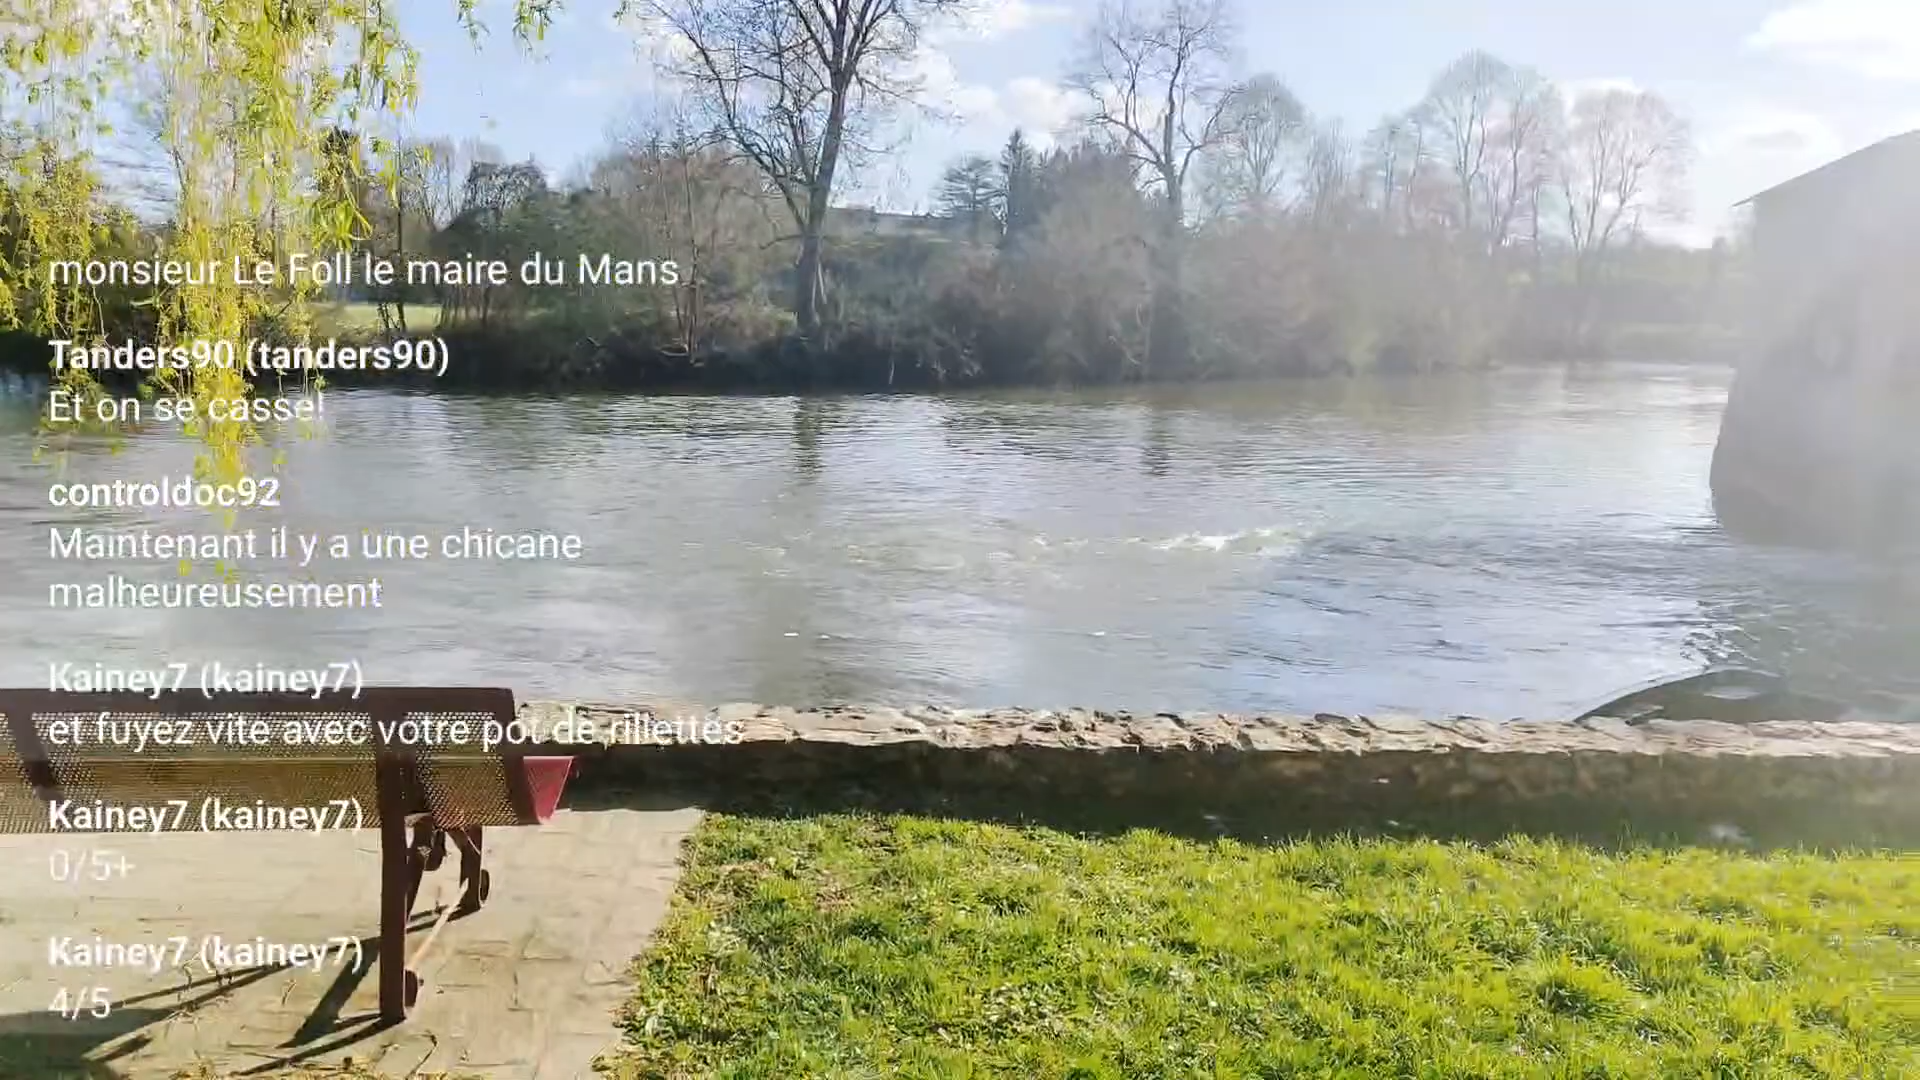 monsieur Le Foll le maire du Mans
Tanders90 (tanders90)
Et on se casse!
controldoc92
Maintenant il y a une chicane
malheureusement
Kainey7 (kainey7)
et fuyez vite avec votre pot de rillettes
Kainey7 (kainey7)
0/5+
Kainey7 (kainey7)
4/5